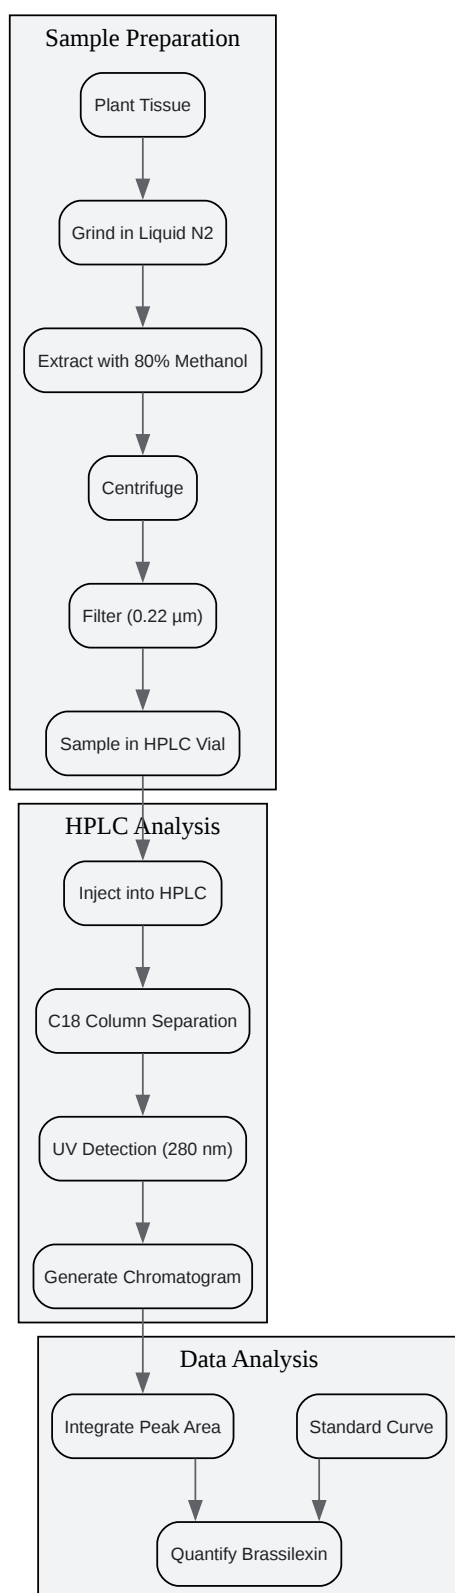 Sample Preparation
Plant Tissue
Grind in Liquid N2
Extract with 80% Methanol
Centrifuge
Filter (0.22 µm)
Sample in HPLC Vial
HPLC Analysis
Inject into HPLC
C18 Column Separation
UV Detection (280 nm)
Generate Chromatogram
Data Analysis
Integrate Peak Area
Standard Curve
Quantify Brassilexin